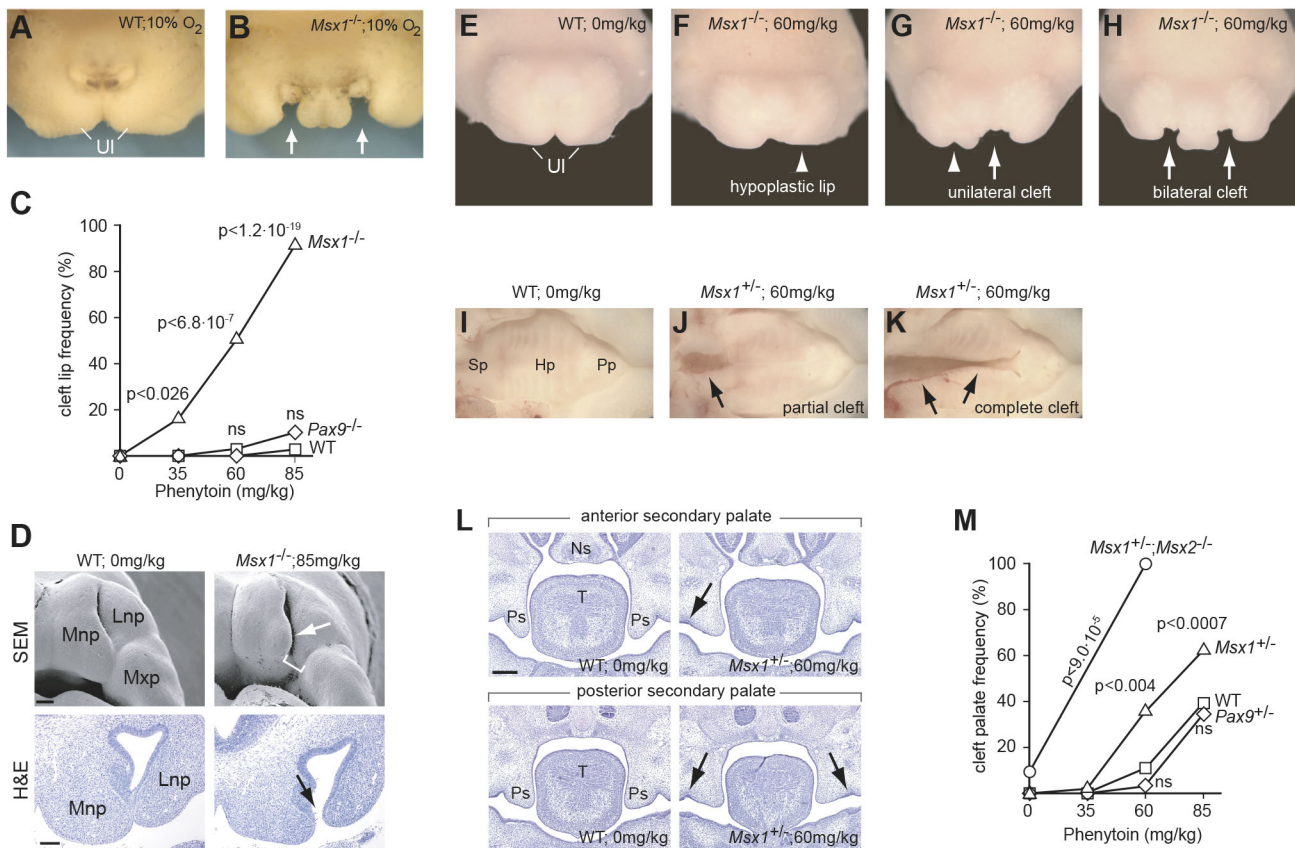 A
WT;10% O2
Ul
B
Msx1-/-;10% O2
C
cleft lip frequency (%)
100
80
60
40
20
0
35
60
85
Phenytoin (mg/kg)
p<1.2·10-19
Msx1-/-
p<6.8·10-7
p<0.026
ns
ns
Pax9-/-
WT
D
WT; 0mg/kg
Msx1-/-;85mg/kg
SEM
Mnp
Lnp
Mxp
H&E
Mnp
Lnp
E
WT; 0mg/kg
Ul
F
Msx1-/-; 60mg/kg
hypoplastic lip
G
Msx1-/-; 60mg/kg
unilateral cleft
H
Msx1-/-; 60mg/kg
bilateral cleft
WT; 0mg/kg
Msx1+/-; 60mg/kg
Msx1+/-; 60mg/kg
I
Sp
Hp
Pp
J
partial cleft
K
complete cleft
L
anterior secondary palate
Ns
T
Ps
Ps
WT; 0mg/kg
Msx1+/-;60mg/kg
posterior secondary palate
T
Ps
Ps
WT; 0mg/kg
Msx1+/-;60mg/kg
M
cleft palate frequency (%)
100
80
60
40
20
0
35
60
85
Phenytoin (mg/kg)
Msx1+/-;Msx2-/-
p<9.0·10-5
p<0.0007
Msx1+/-
p<0.004
WT
Pax9+/-
ns
ns